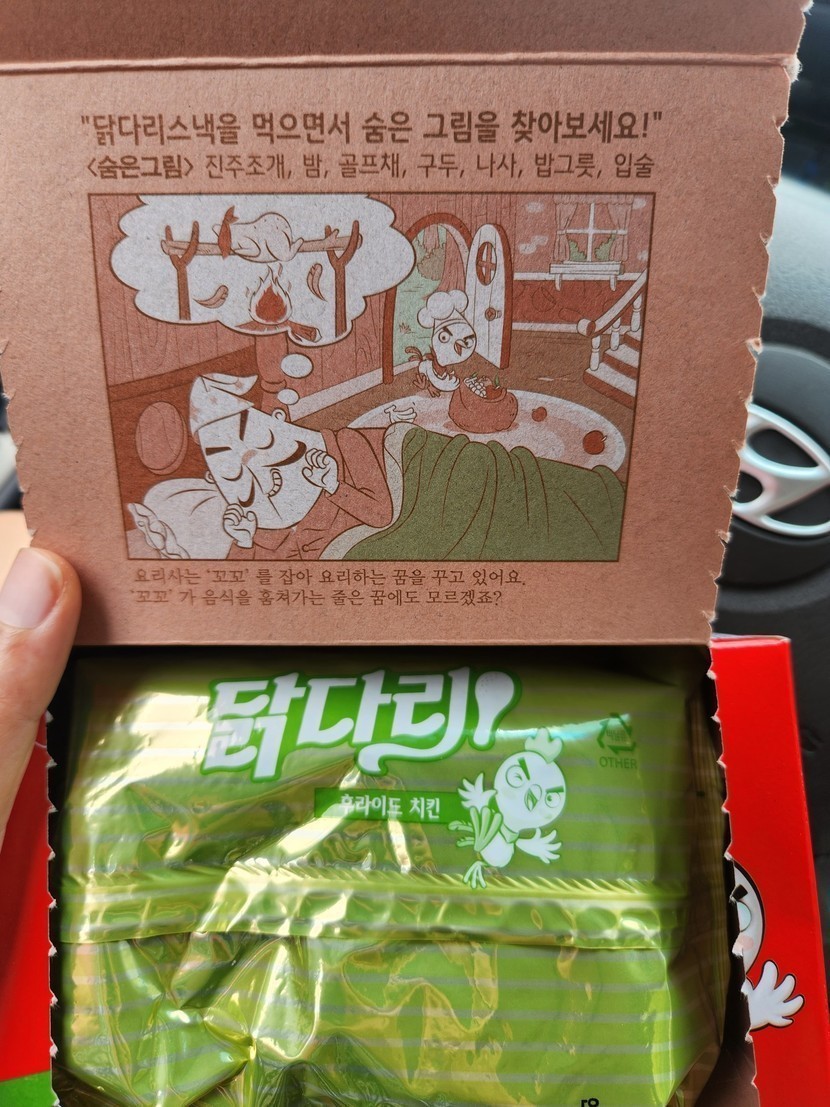 "닭다리스낵을 먹으면서 숨은 그림을 찾아보세요!"
<숨은그림> 진주조개, 밤, 골프채, 구두, 나사, 밥그릇, 입술
요리사는 '꼬꼬' 를 잡아 요리하는 꿈을 꾸고 있어요.
'꼬꼬' 가 음식을 훔쳐가는 줄은 꿈에도 모르겠죠?
닭다리!
후라이드 치킨
OTHER